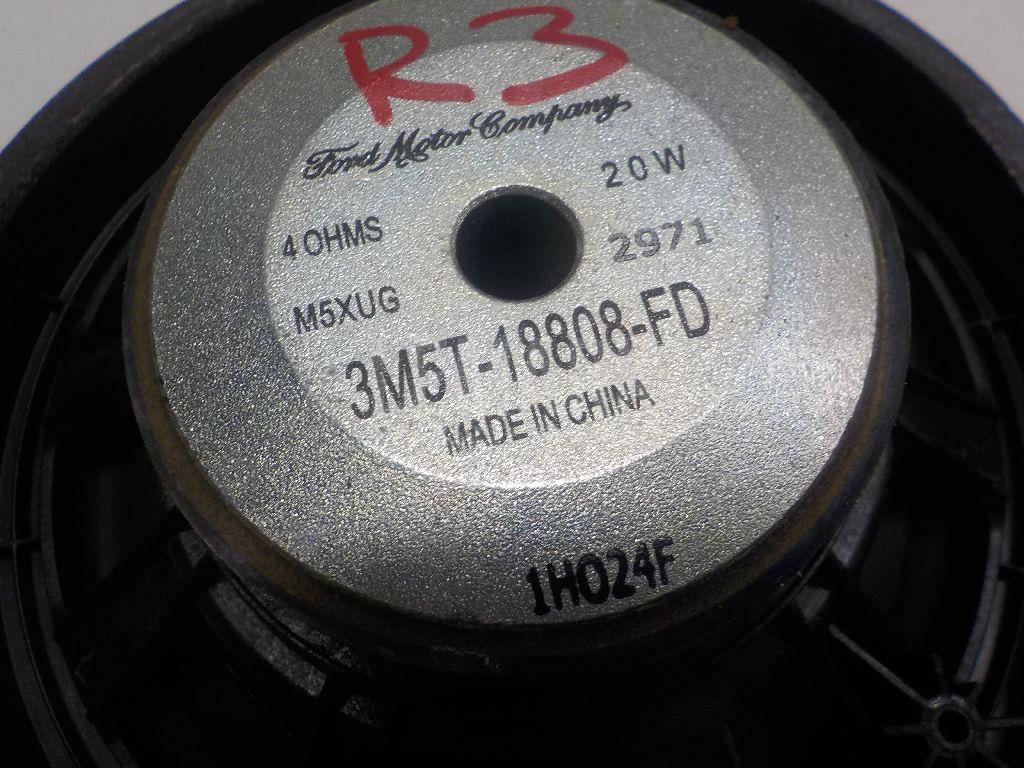 R3
Ford Motor Company
20W
4 OHMS
2971
M5XUG
3M5T-18808-FD
MADE IN CHINA
1H024F